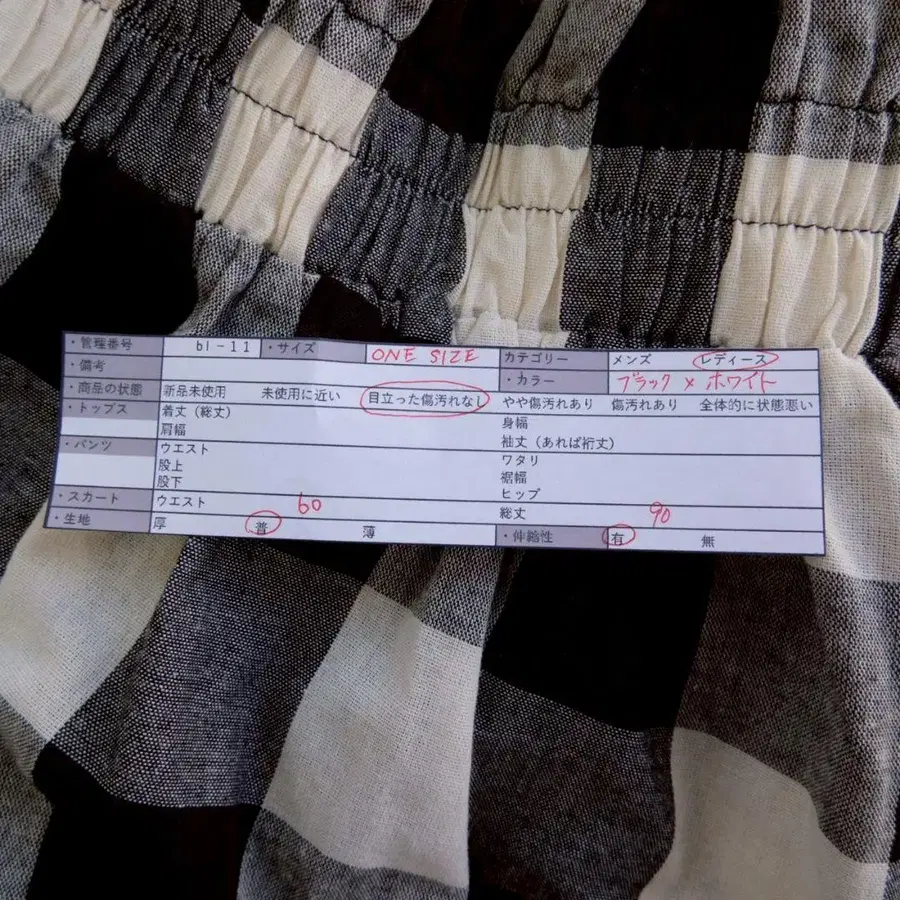 ・管理番号 bl-11 ・サイズ ONE SIZE カテゴリー メンズ レディース
・備考 ・カラー ブラック × ホワイト
・商品の状態 新品未使用 未使用に近い 目立った傷汚れなし やや傷汚れあり 傷汚れあり 全体的に状態悪い
・トップス 着丈（総丈） 身幅
肩幅 袖丈（あれば裄丈）
・パンツ ウエスト ワタリ
股上 裾幅
股下 ヒップ
・スカート ウエスト 60 総丈 90
・生地 厚 普 薄 ・伸縮性 有 無